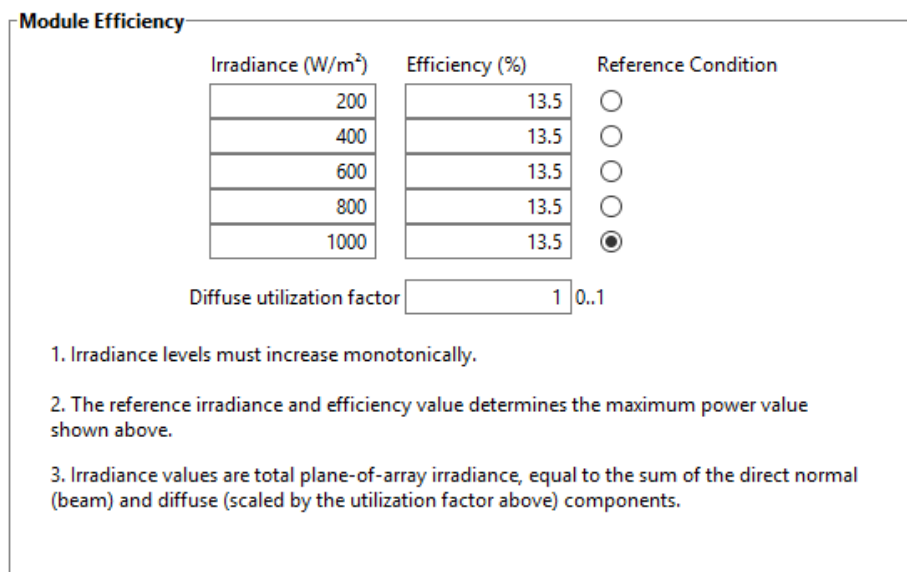 Module Efficiency
Irradiance (W/m²) Efficiency (%) Reference Condition
200 13.5
400 13.5
600 13.5
800 13.5
1000 13.5
Diffuse utilization factor 1 0..1
1. Irradiance levels must increase monotonically.
2. The reference irradiance and efficiency value determines the maximum power value
shown above.
3. Irradiance values are total plane-of-array irradiance, equal to the sum of the direct normal
(beam) and diffuse (scaled by the utilization factor above) components.